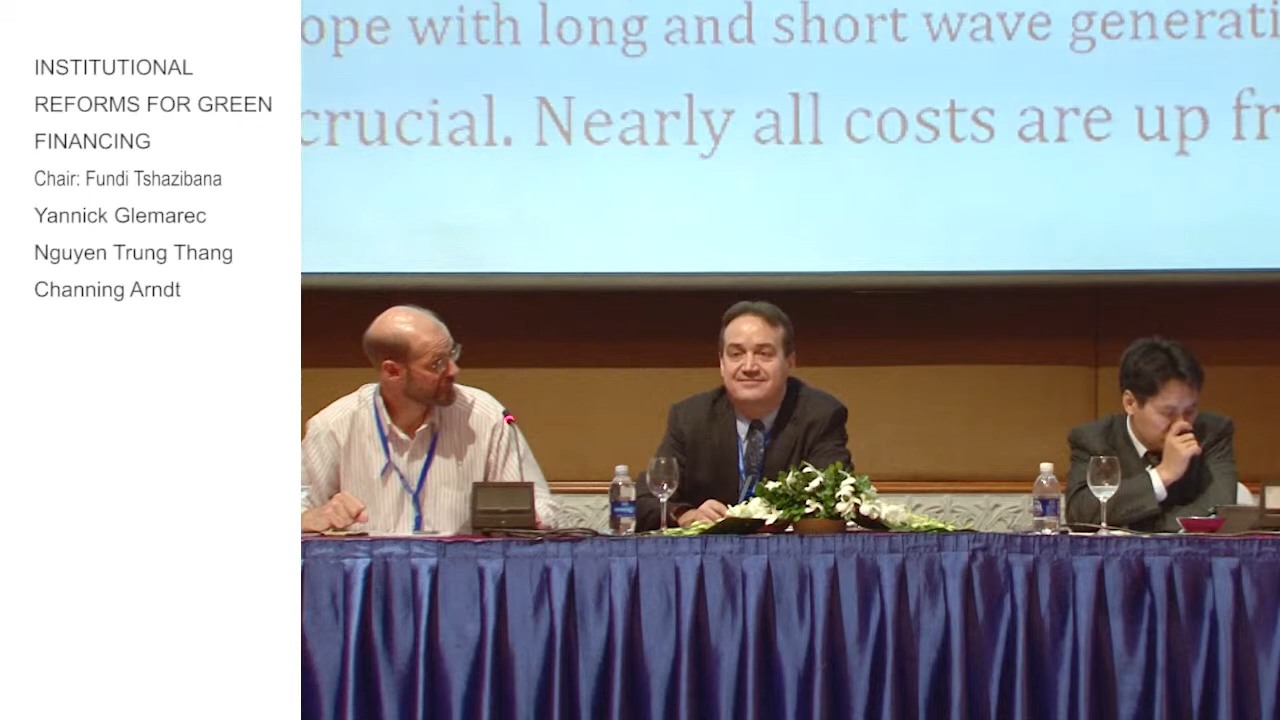 INSTITUTIONAL
REFORMS FOR GREEN
FINANCING
Chair: Fundi Tshazibana
Yannick Glemarec
Nguyen Trung Thang
Channing Arndt
ope with long and short wave generati
crucial. Nearly all costs are up fr